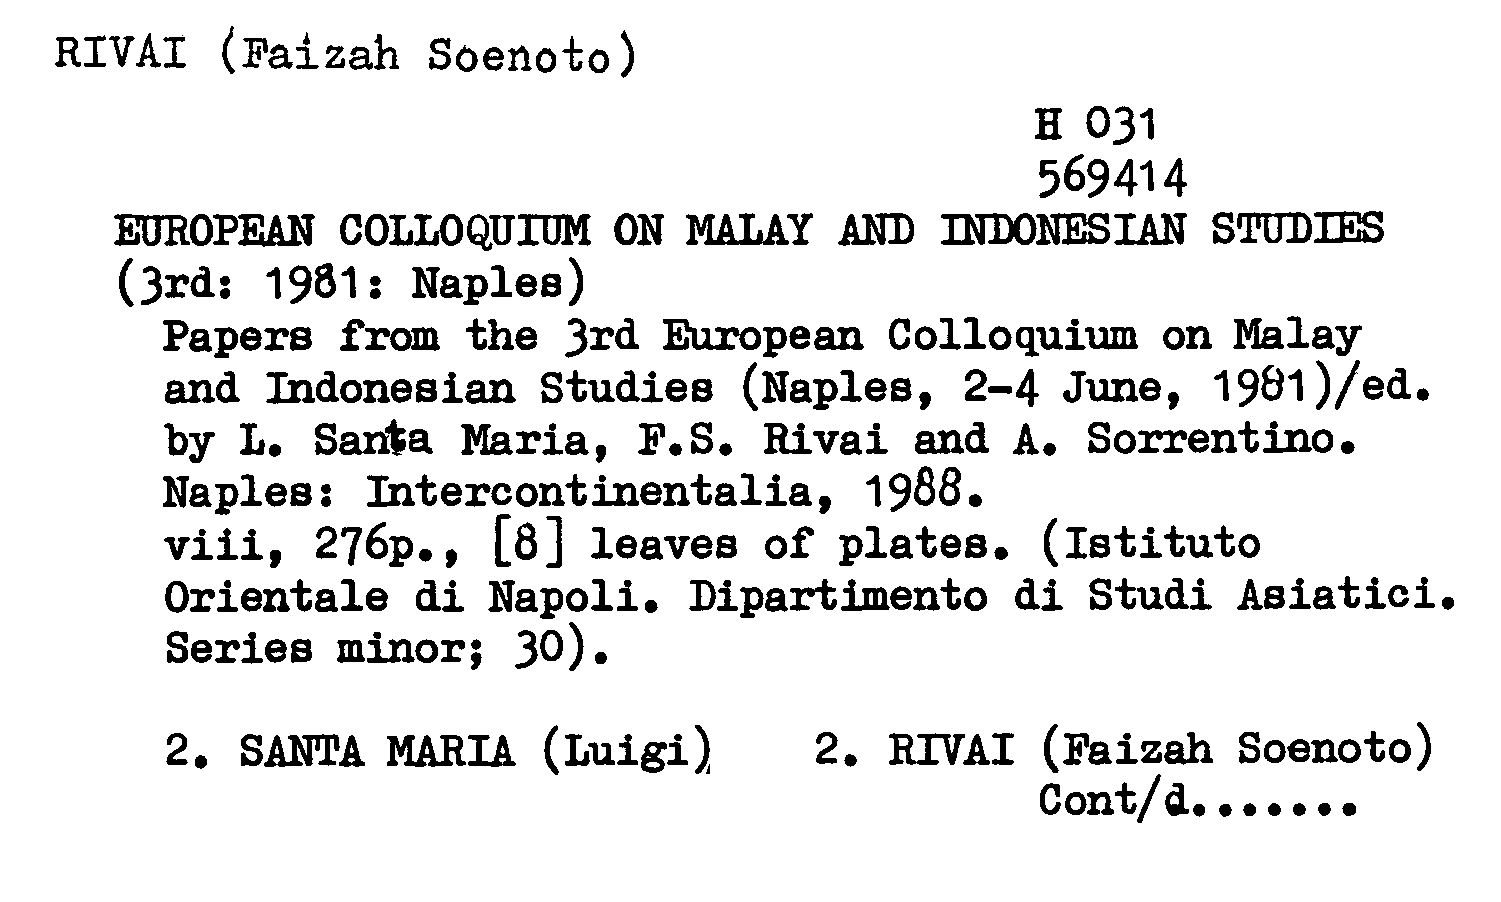 RIVAI (Faizah Soenoto)
H 031
569414
EUROPEAN COLLOQUIUM ON MALAY AND INDONESIAN STUDIES
(3rd: 1981: Naples)
Papers from the 3rd European Colloquium on Malay
and Indonesian Studies (Naples, 2-4 June, 1981)/ed.
by L. Santa Maria, F.S. Rivai and A. Sorrentino.
Naples: Intercontinentalia, 1988.
viii, 276p., [8] leaves of plates. (Istituto
Orientale di Napoli. Dipartimento di Studi Asiatici.
Series minor; 30).
2. SANTA MARIA (Luigi) 2. RIVAI (Faizah Soenoto)
Cont/d.......